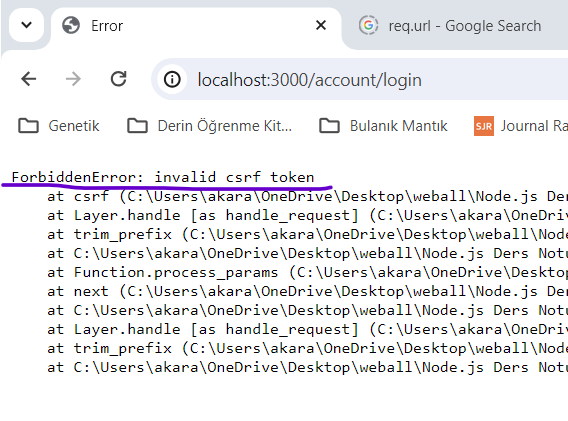 Error
req.url - Google Search
localhost:3000/account/login
Genetik
Derin Öğrenme Kit...
Bulanık Mantık
SJR Journal Ra
ForbiddenError: invalid csrf token
at csrf (C:\Users\akara\OneDrive\Desktop\weball\Node.js Ders
at Layer.handle [as handle_request] (C:\Users\akara\OneDrive
at trim_prefix (C:\Users\akara\OneDrive\Desktop\weball\Node
at C:\Users\akara\OneDrive\Desktop\weball\Node.js Ders Notu
at Function.process_params (C:\Users\akara\OneDrive\Desktop
at next (C:\Users\akara\OneDrive\Desktop\weball\Node.js Der
at C:\Users\akara\OneDrive\Desktop\weball\Node.js Ders Notu
at Layer.handle [as handle_request] (C:\Users\akara\OneDrive
at trim_prefix (C:\Users\akara\OneDrive\Desktop\weball\Node
at C:\Users\akara\OneDrive\Desktop\weball\Node.js Ders Notu